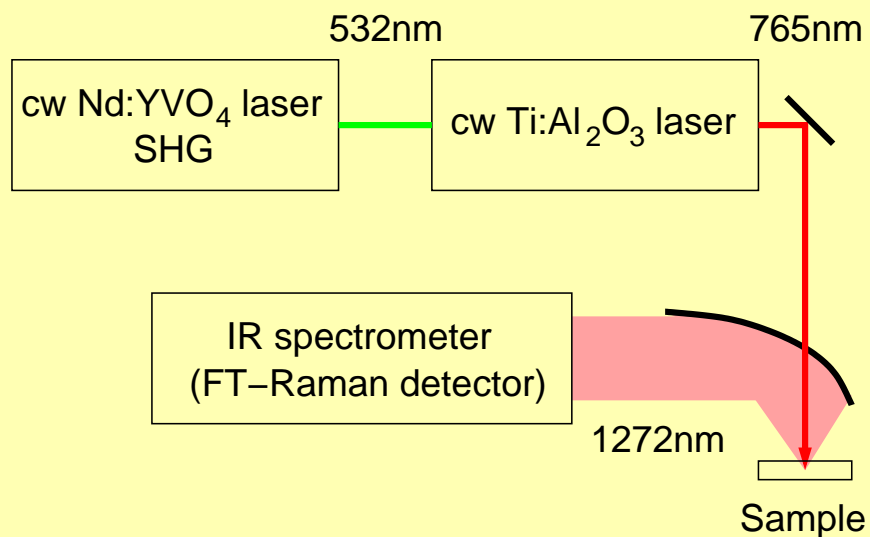 532nm
765nm
cw Nd:YVO₄ laser
SHG
cw Ti:Al₂O₃ laser
IR spectrometer
(FT−Raman detector)
1272nm
Sample